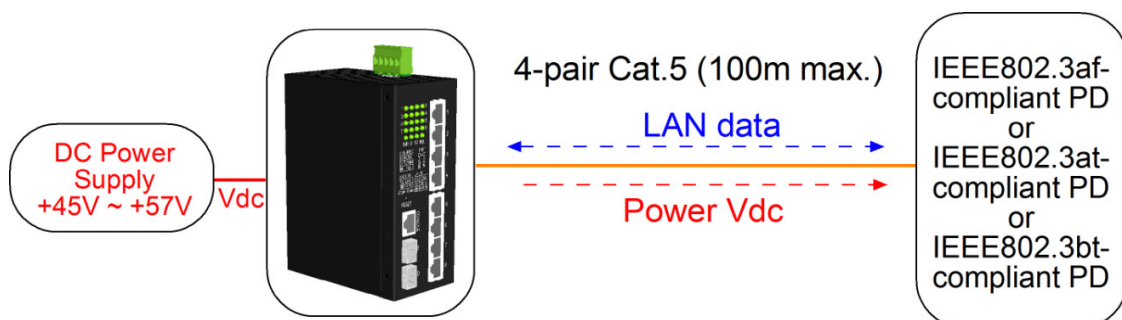 DC Power
Supply
+45V ~ +57V
Vdc
RESET
4-pair Cat.5 (100m max.)
LAN data
Power Vdc
IEEE802.3af-
compliant PD
or
IEEE802.3at-
compliant PD
or
IEEE802.3bt-
compliant PD